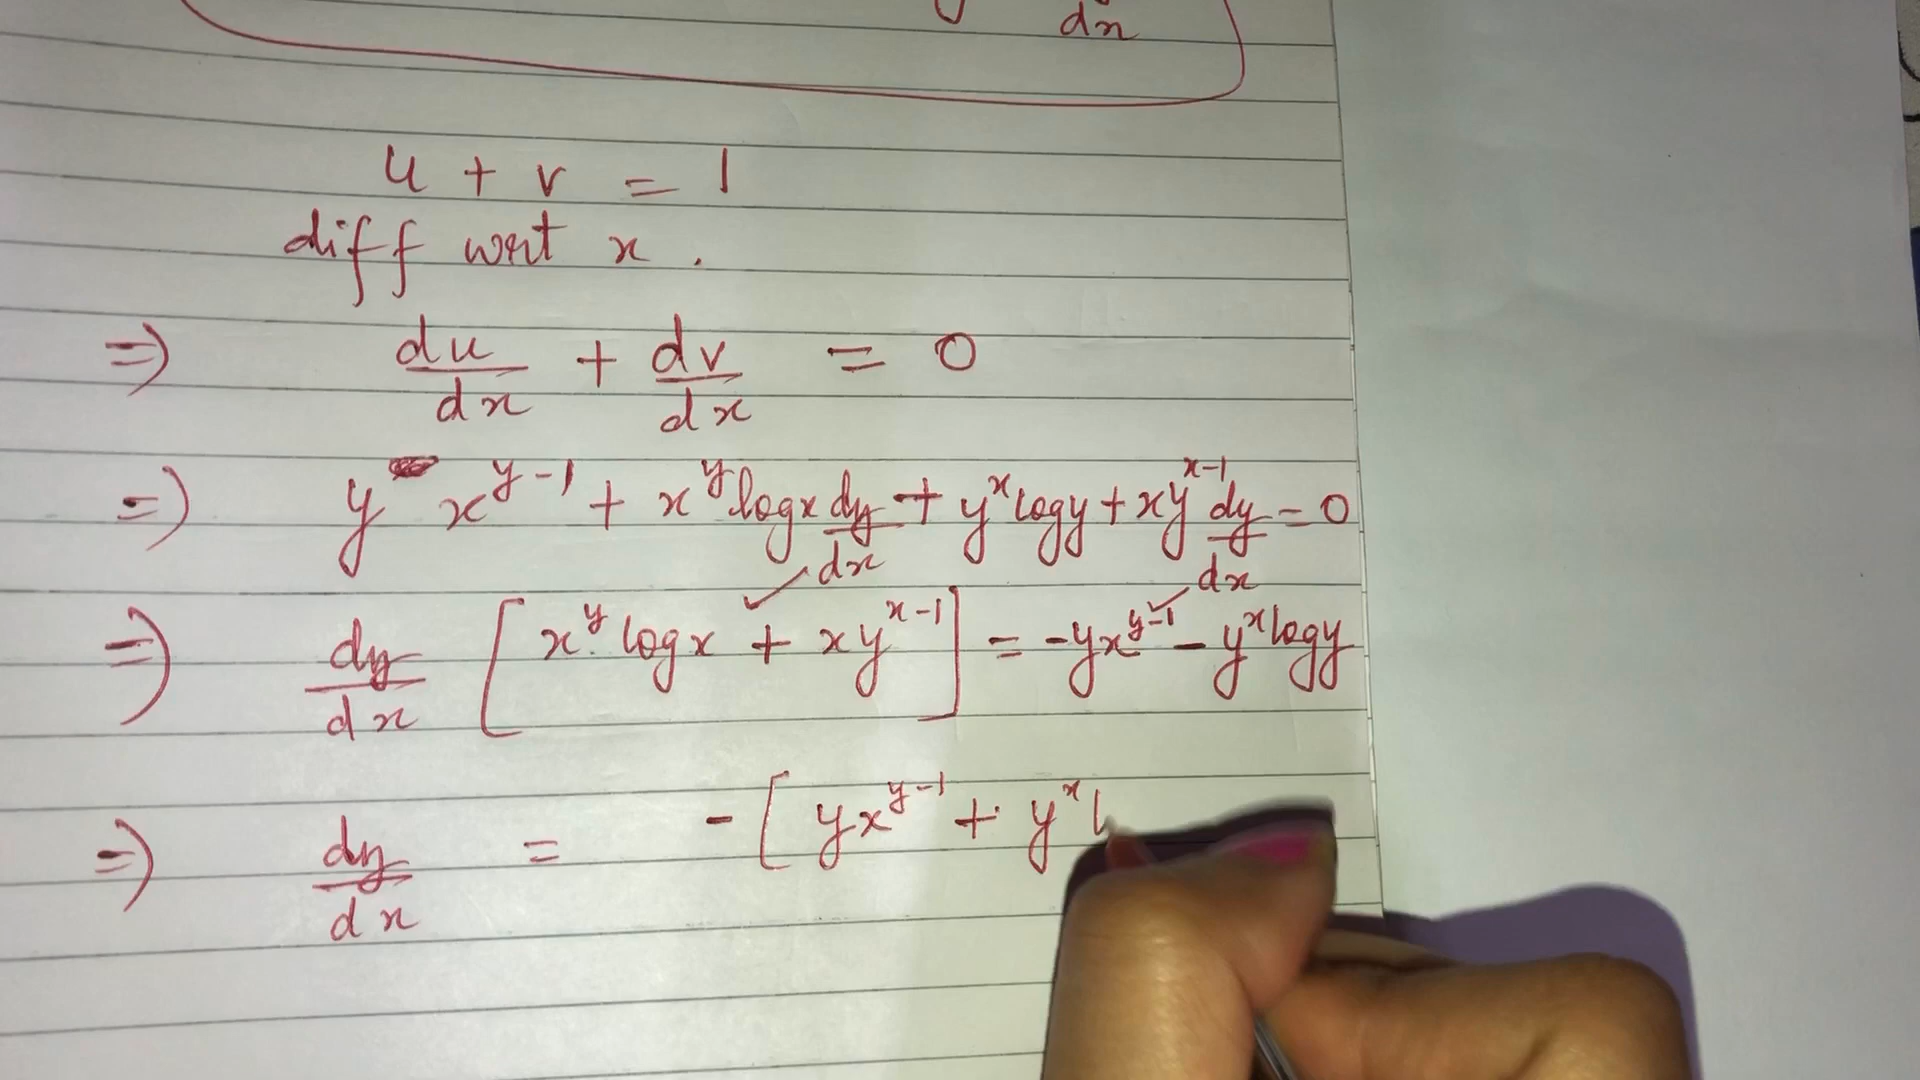 dx
u + v = 1
diff wrt x .
⇒ du/dx + dv/dx = 0
⇒ y x^{y-1} + x^y logx dy/dx + y^x logy + xy^{x-1} dy/dx = 0
⇒ dy/dx [ x^y logx + xy^{x-1} ] = -yx^{y-1} - y^x logy
⇒ dy/dx = - [ yx^{y-1} + y^x l